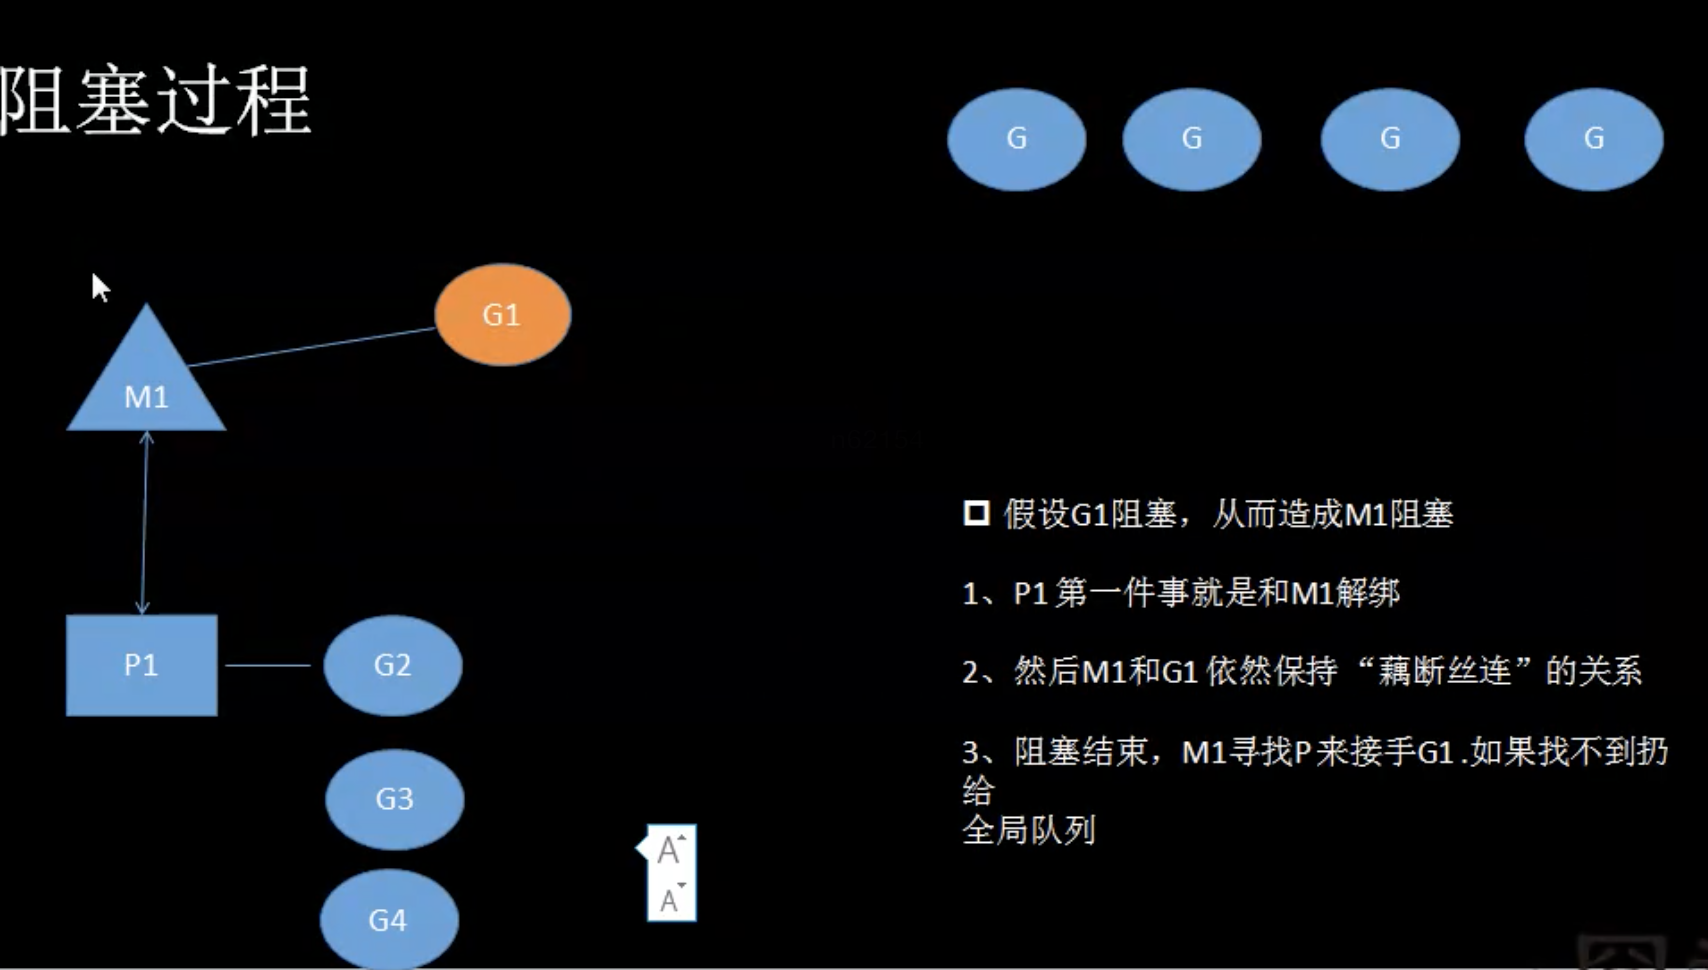 阻塞过程
G G G G
G1
M1
P1
G2
G3
G4
假设G1阻塞，从而造成M1阻塞
1、P1第一件事就是和M1解绑
2、然后M1和G1依然保持“藕断丝连”的关系
3、阻塞结束，M1寻找P来接手G1.如果找不到扔
给
全局队列
A
A